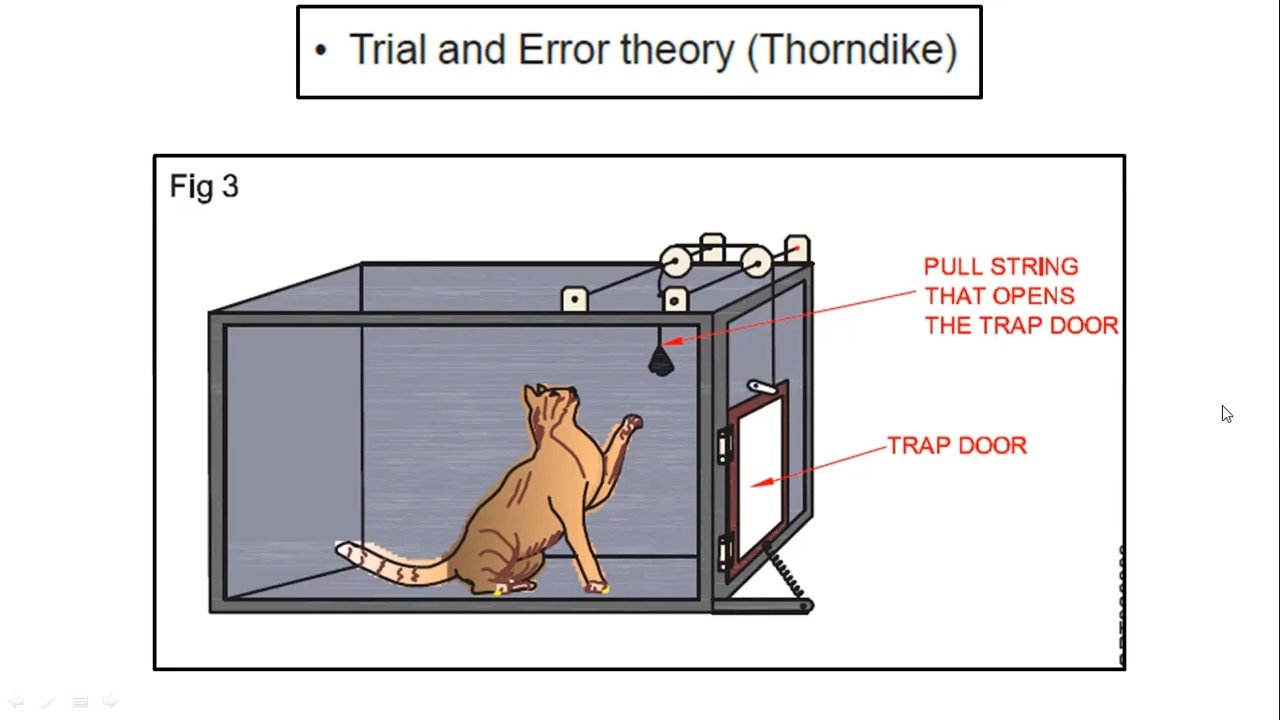 • Trial and Error theory (Thorndike)
Fig 3
PULL STRING
THAT OPENS
THE TRAP DOOR
TRAP DOOR